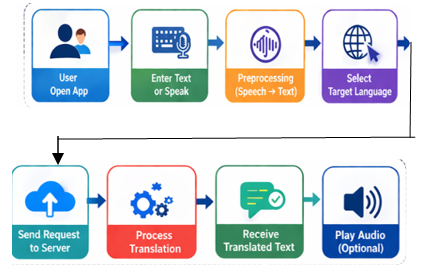 User
Open App
Enter Text
or Speak
Preprocessing
(Speech → Text)
Select
Target Language
Send Request
to Server
Process
Translation
Receive
Translated Text
Play Audio
(Optional)